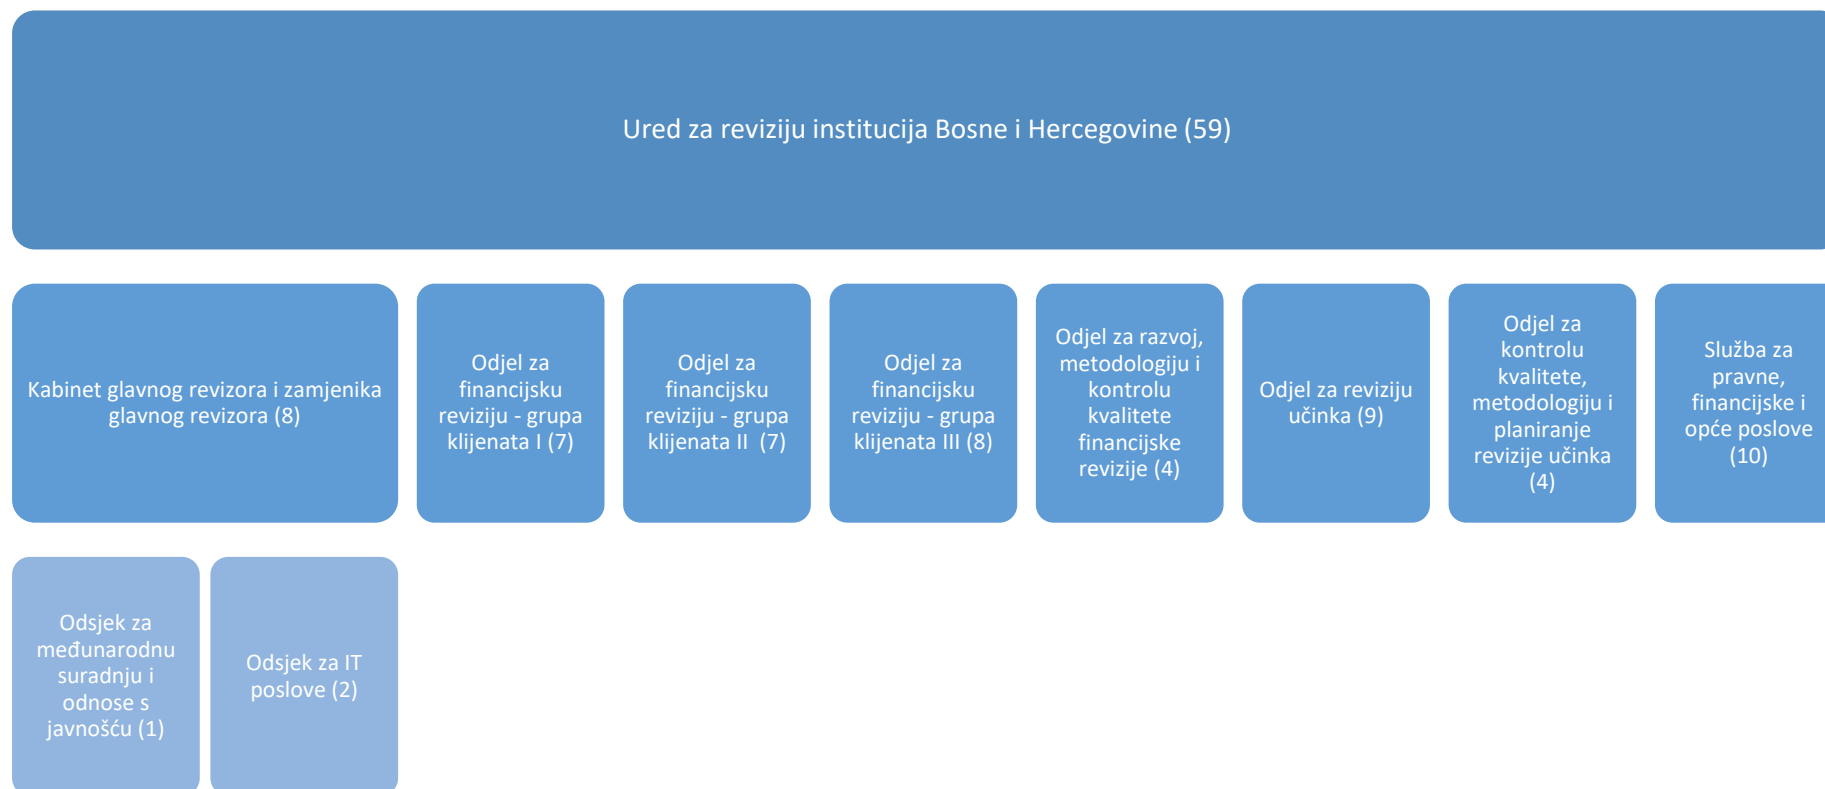 Ured za reviziju institucija Bosne i Hercegovine (59)
Kabinet glavnog revizora i zamjenika
glavnog revizora (8)
Odjel za
financijsku
reviziju - grupa
klijenata I (7)
Odjel za
financijsku
reviziju - grupa
klijenata II (7)
Odjel za
financijsku
reviziju - grupa
klijenata III (8)
Odjel za razvoj,
metodologiju i
kontrolu
kvalitete
financijske
revizije (4)
Odjel za reviziju
učinka (9)
Odjel za
kontrolu
kvalitete,
metodologiju i
planiranje
revizije učinka
(4)
Služba za
pravne,
financijske i
opće poslove
(10)
Odsjek za
međunarodnu
suradnju i
odnose s
javnošću (1)
Odsjek za IT
poslove (2)